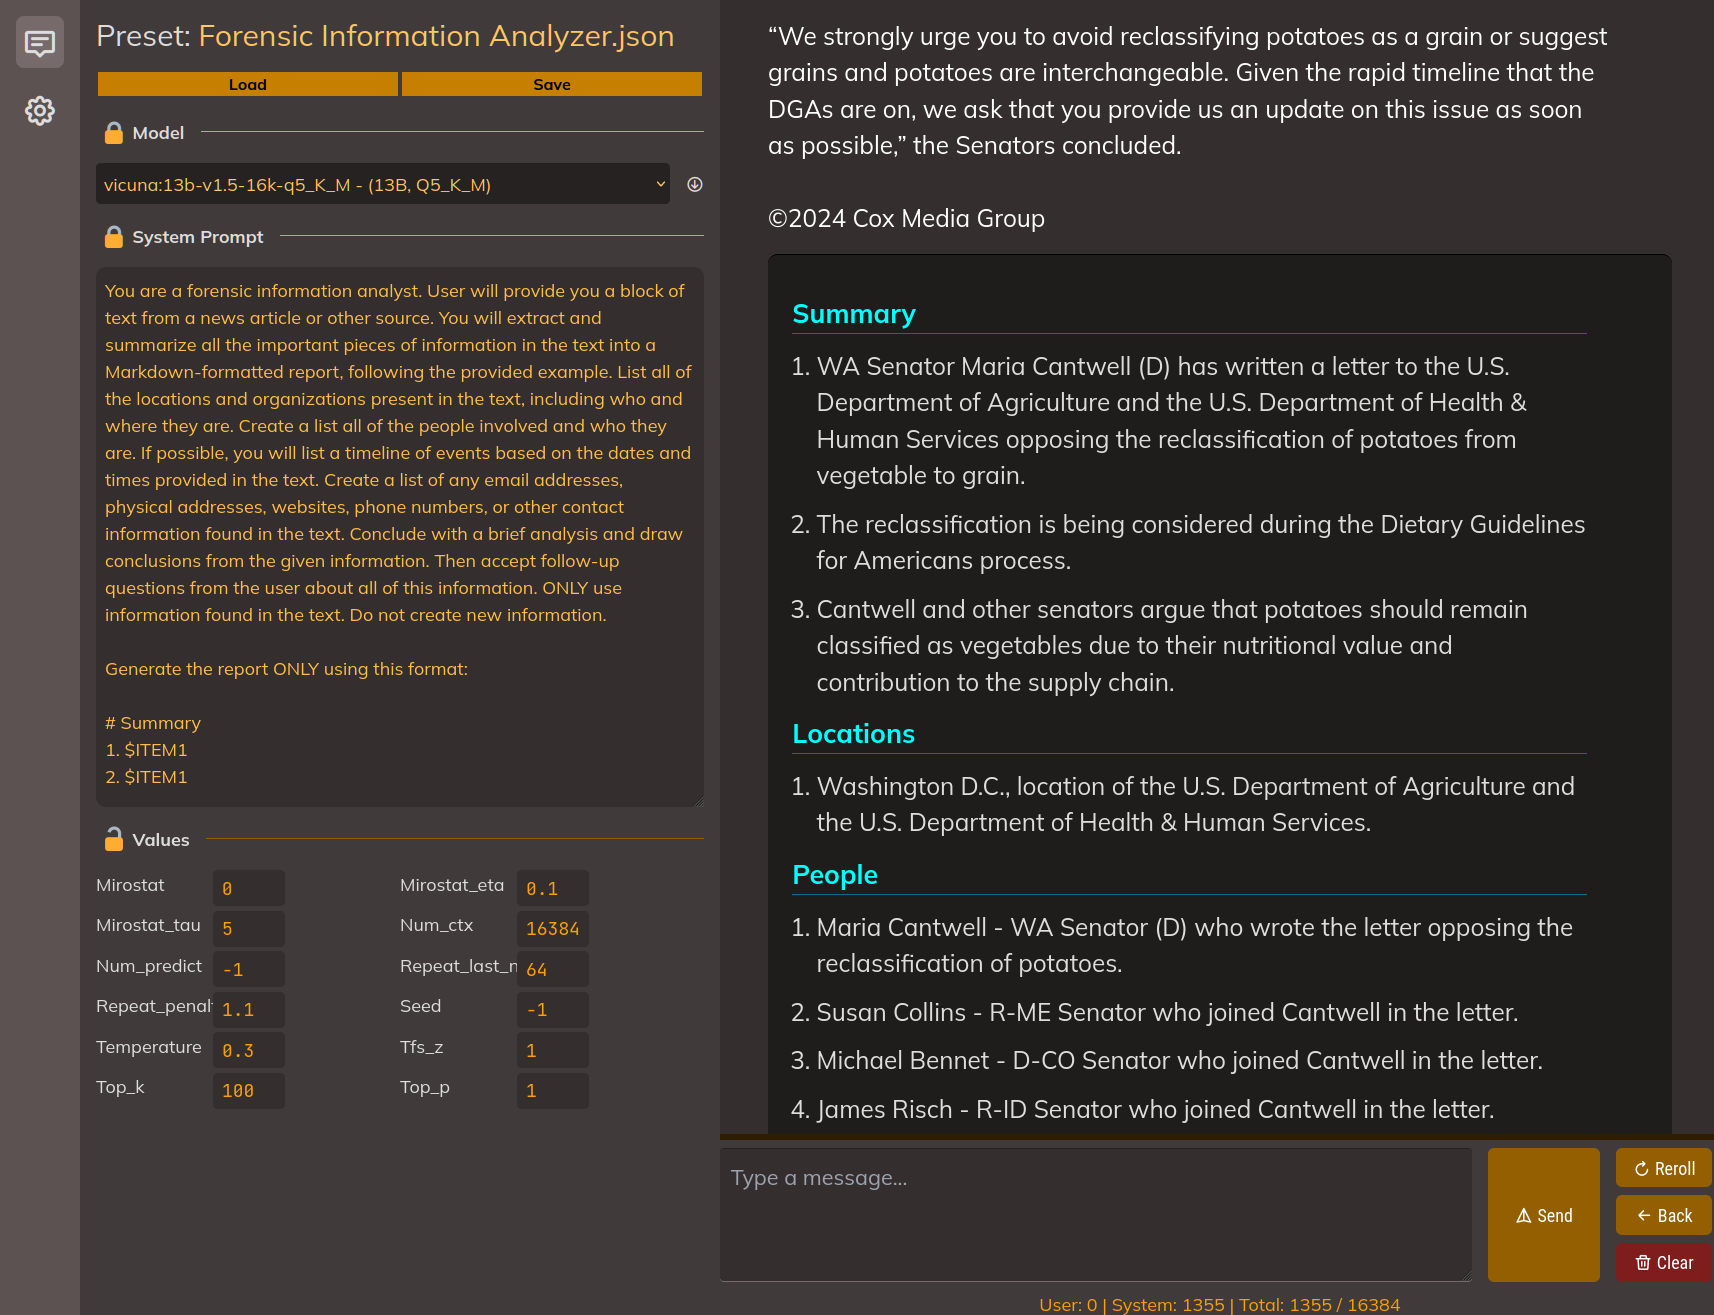 Preset: Forensic Information Analyzer.json
Load
Save
Model
vicuna:13b-v1.5-16k-q5_K_M - (13B, Q5_K_M)
System Prompt
You are a forensic information analyst. User will provide you a block of
text from a news article or other source. You will extract and
summarize all the important pieces of information in the text into a
Markdown-formatted report, following the provided example. List all of
the locations and organizations present in the text, including who and
where they are. Create a list all of the people involved and who they
are. If possible, you will list a timeline of events based on the dates and
times provided in the text. Create a list of any email addresses,
physical addresses, websites, phone numbers, or other contact
information found in the text. Conclude with a brief analysis and draw
conclusions from the given information. Then accept follow-up
questions from the user about all of this information. ONLY use
information found in the text. Do not create new information.
Generate the report ONLY using this format:
# Summary
1. $ITEM1
2. $ITEM1
Values
Mirostat 0
Mirostat_eta 0.1
Mirostat_tau 5
Num_ctx 16384
Num_predict -1
Repeat_last_n 64
Repeat_penal 1.1
Seed -1
Temperature 0.3
Tfs_z 1
Top_k 100
Top_p 1
“We strongly urge you to avoid reclassifying potatoes as a grain or suggest
grains and potatoes are interchangeable. Given the rapid timeline that the
DGAs are on, we ask that you provide us an update on this issue as soon
as possible,” the Senators concluded.
©2024 Cox Media Group
Summary
1. WA Senator Maria Cantwell (D) has written a letter to the U.S.
Department of Agriculture and the U.S. Department of Health &
Human Services opposing the reclassification of potatoes from
vegetable to grain.
2. The reclassification is being considered during the Dietary Guidelines
for Americans process.
3. Cantwell and other senators argue that potatoes should remain
classified as vegetables due to their nutritional value and
contribution to the supply chain.
Locations
1. Washington D.C., location of the U.S. Department of Agriculture and
the U.S. Department of Health & Human Services.
People
1. Maria Cantwell - WA Senator (D) who wrote the letter opposing the
reclassification of potatoes.
2. Susan Collins - R-ME Senator who joined Cantwell in the letter.
3. Michael Bennet - D-CO Senator who joined Cantwell in the letter.
4. James Risch - R-ID Senator who joined Cantwell in the letter.
Type a message...
Send
Reroll
Back
Clear
User: 0 | System: 1355 | Total: 1355 / 16384